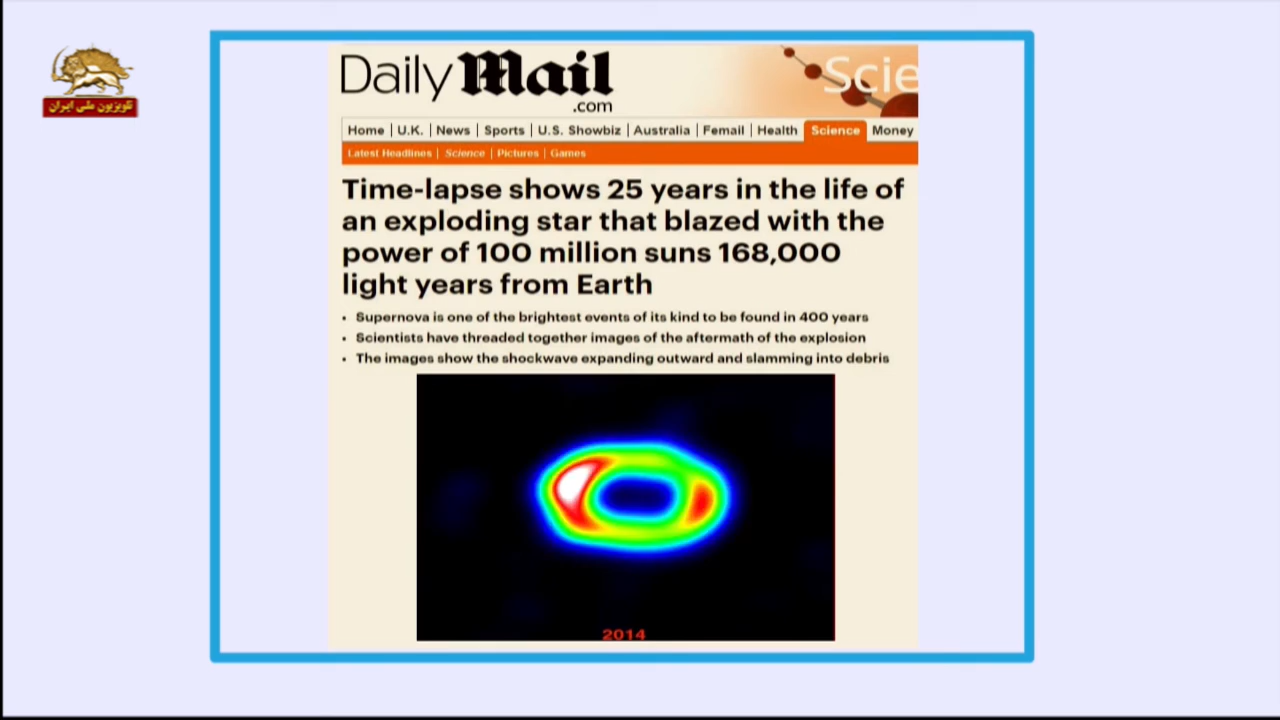 تلویزیون ملی ایران
Daily Mail
.com
Scie
Home | U.K. | News | Sports | U.S. Showbiz | Australia | Femail | Health | Science | Money
Latest Headlines | Science | Pictures | Games
Time-lapse shows 25 years in the life of
an exploding star that blazed with the
power of 100 million suns 168,000
light years from Earth
• Supernova is one of the brightest events of its kind to be found in 400 years
• Scientists have threaded together images of the aftermath of the explosion
• The images show the shockwave expanding outward and slamming into debris
2014